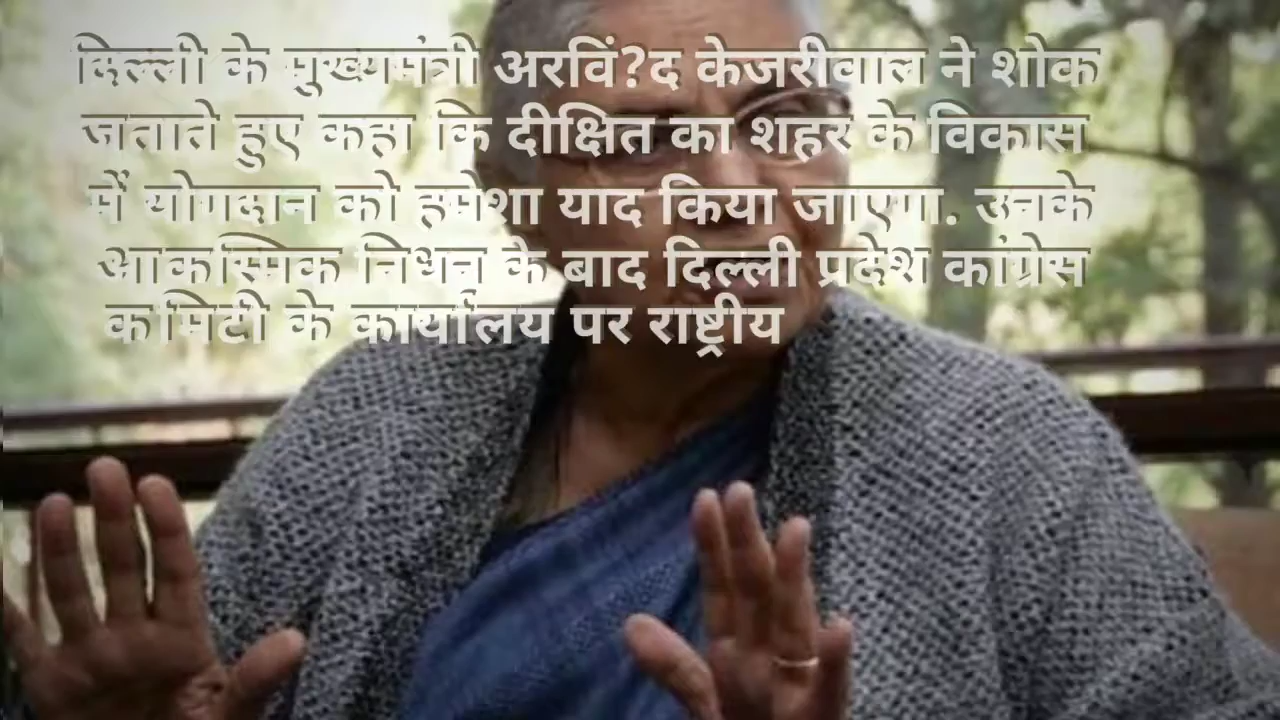 दिल्ली के मुख्यमंत्री अरविं?द केजरीवाल ने शोक
जताते हुए कहा कि दीक्षित का शहर के विकास
में योगदान को हमेशा याद किया जाएगा. उनके
आकस्मिक निधन के बाद दिल्ली प्रदेश कांग्रेस
कमिटी के कार्यालय पर राष्ट्रीय